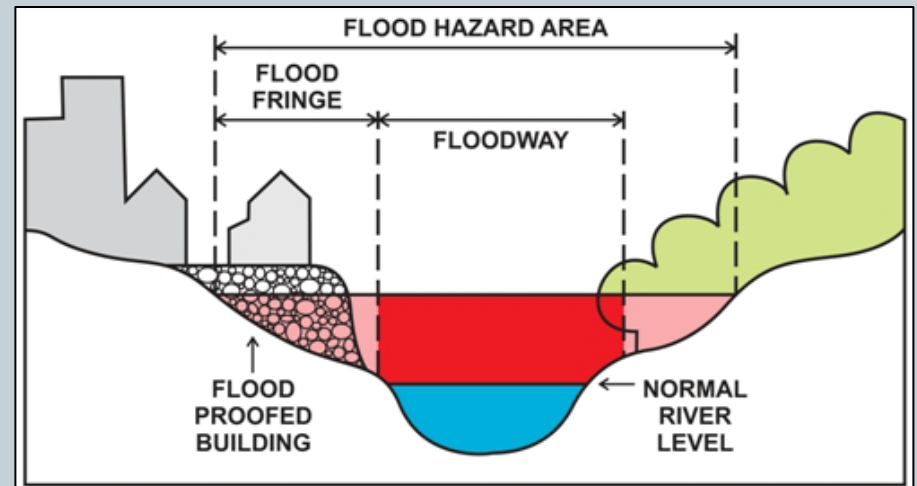 FLOOD HAZARD AREA
FLOOD
FRINGE
FLOODWAY
FLOOD
PROOFED
BUILDING
NORMAL
RIVER
LEVEL